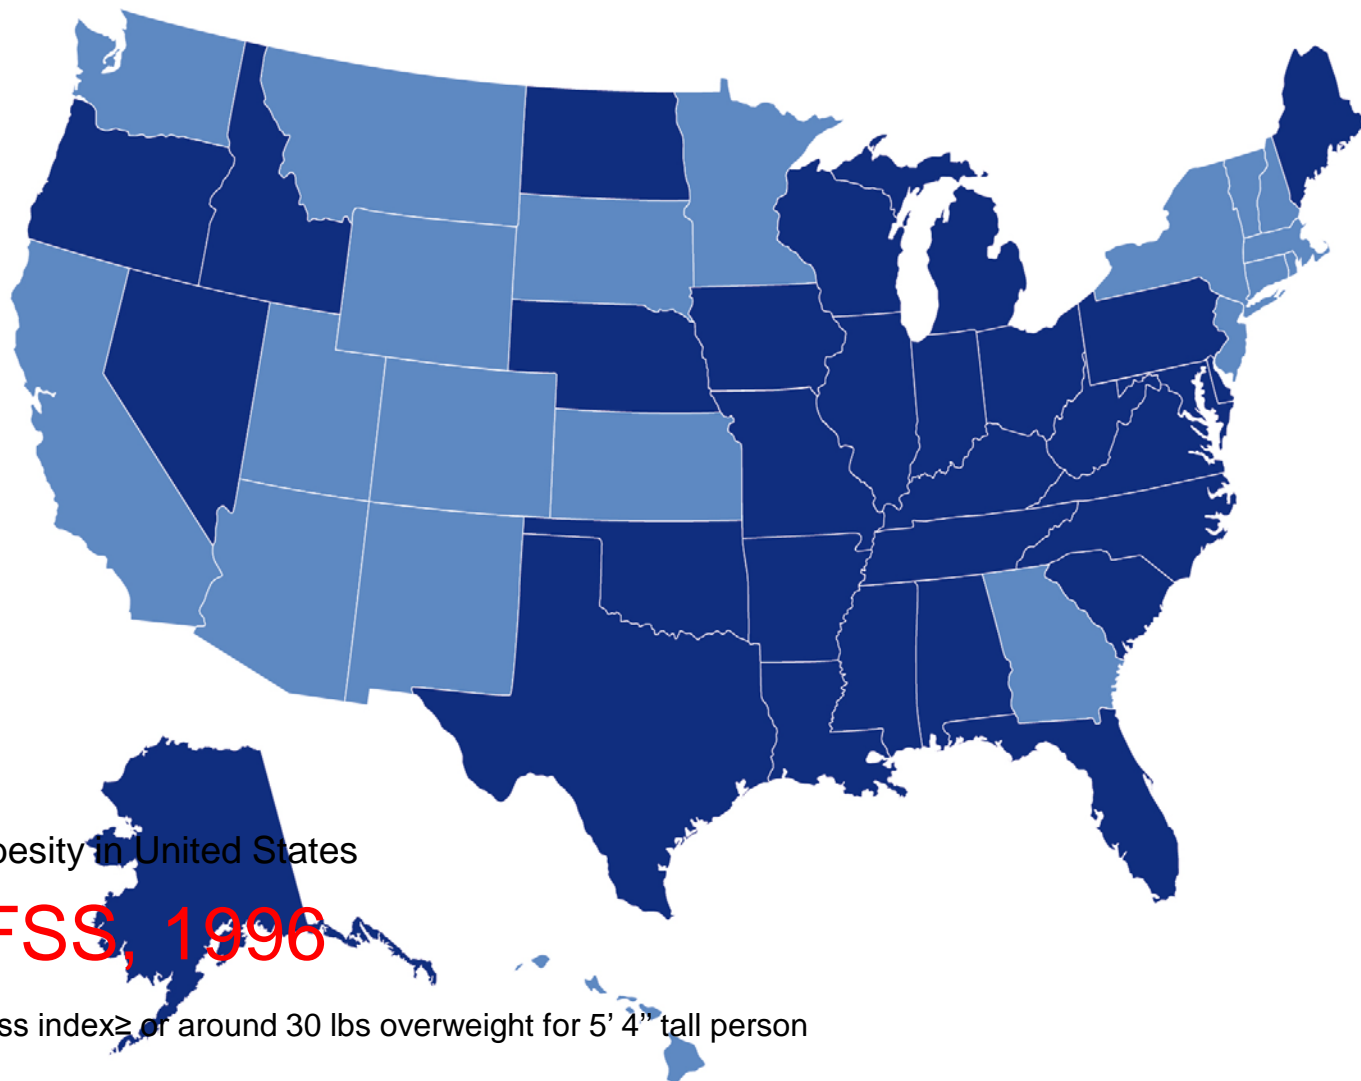 besity in United States
FSS, 1996
ss index≥ or around 30 lbs overweight for 5’ 4” tall person